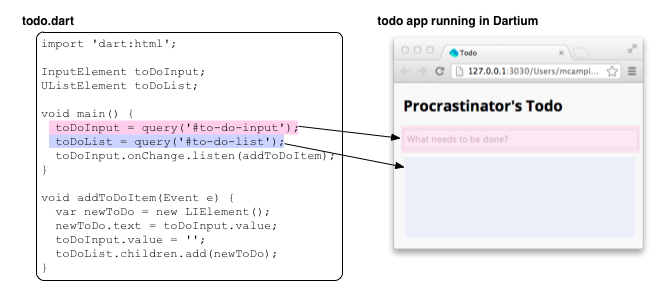 todo.dart
import 'dart:html';
InputElement toDoInput;
UListElement toDoList;
void main() {
  toDoInput = query('#to-do-input');
  toDoList = query('#to-do-list');
  toDoInput.onChange.listen(addToDoItem);
}
void addToDoItem(Event e) {
  var newToDo = new LIElement();
  newToDo.text = toDoInput.value;
  toDoInput.value = '';
  toDoList.children.add(newToDo);
}
todo app running in Dartium
Todo
127.0.0.1:3030/Users/mcampi...
Procrastinator's Todo
What needs to be done?